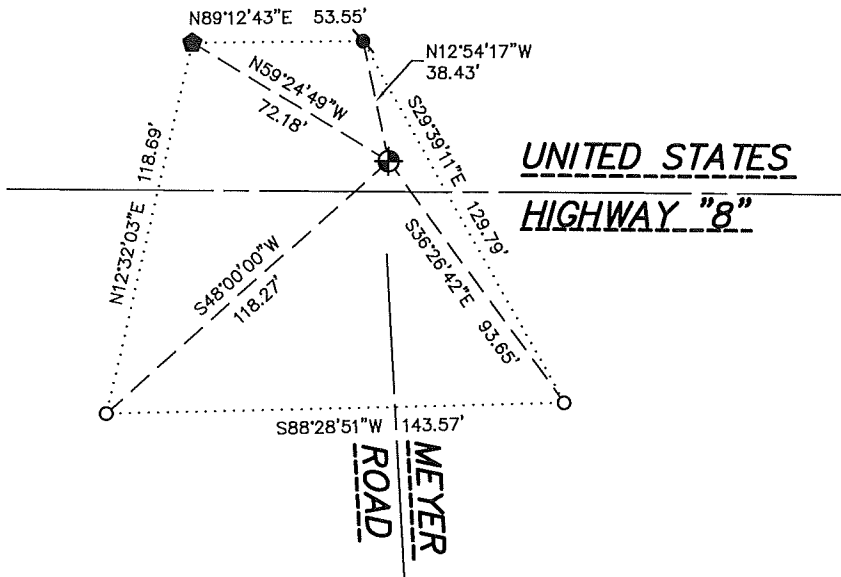 N89°12'43"E 53.55'
N12°54'17"W
38.43'
N59°24'49"W
72.18'
S29°39'11"E 129.79'
118.69'
N12°32'03"E
UNITED STATES
HIGHWAY "8"
S48°00'00"W
118.27'
S36°26'42"E 93.65'
S88°28'51"W 143.57'
MEYER
ROAD